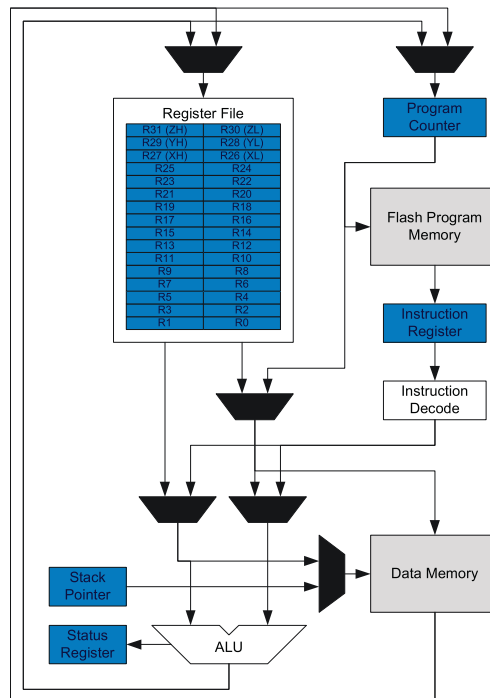 Register File
R31 (ZH) R30 (ZL)
R29 (YH) R28 (YL)
R27 (XH) R26 (XL)
R25 R24
R23 R22
R21 R20
R19 R18
R17 R16
R15 R14
R13 R12
R11 R10
R9 R8
R7 R6
R5 R4
R3 R2
R1 R0
Program
Counter
Flash Program
Memory
Instruction
Register
Instruction
Decode
Stack
Pointer
Data Memory
Status
Register
ALU